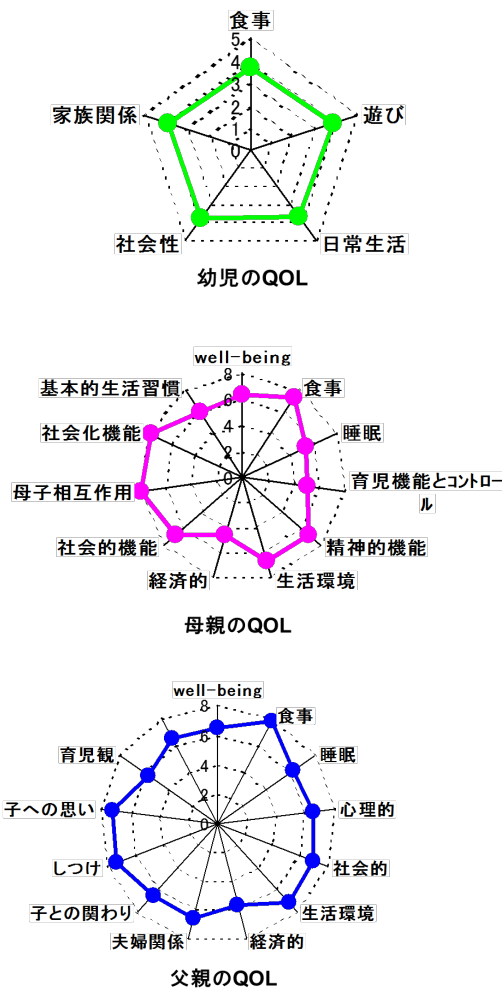 食事
5
4
3
2
1
0
家族関係
遊び
社会性
日常生活
幼児のQOL
well-being
8
6
4
2
0
基本的生活習慣
食事
社会化機能
睡眠
母子相互作用
育児機能とコントロー
ル
社会的機能
精神的機能
経済的
生活環境
母親のQOL
well-being
8
6
4
2
0
食事
育児観
睡眠
子への思い
心理的
しつけ
社会的
子との関わり
生活環境
夫婦関係
経済的
父親のQOL